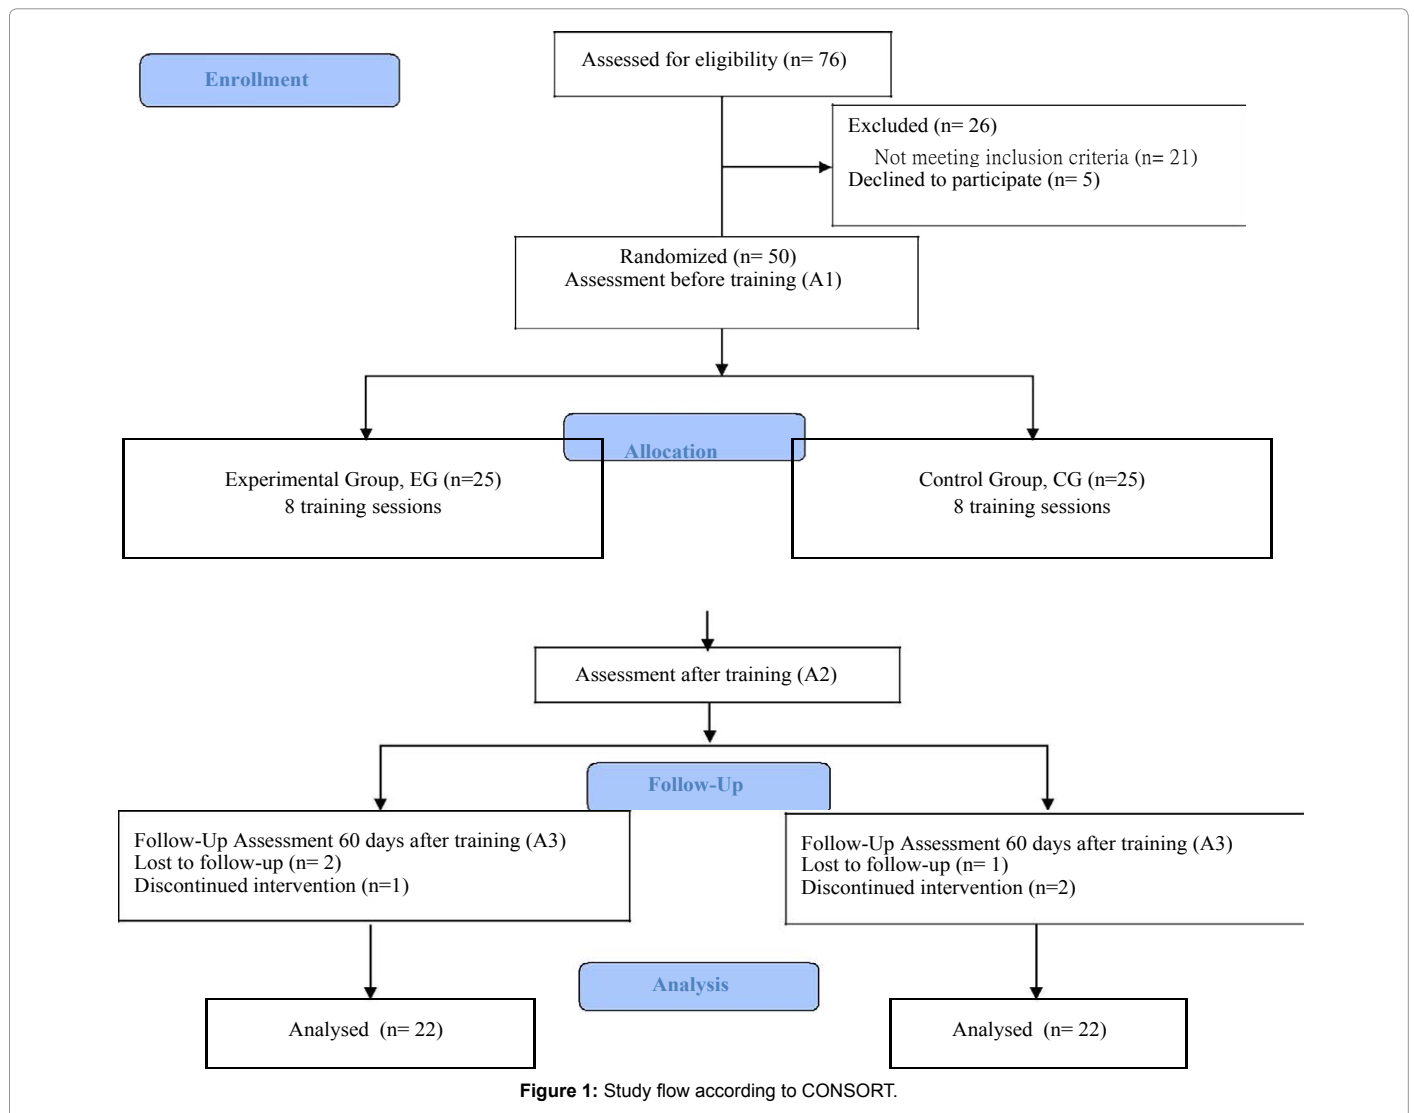 Enrollment
Assessed for eligibility (n= 76)
Excluded (n= 26)
Not meeting inclusion criteria (n= 21)
Declined to participate (n= 5)
Randomized (n= 50)
Assessment before training (A1)
Allocation
Experimental Group, EG (n=25)
8 training sessions
Control Group, CG (n=25)
8 training sessions
Assessment after training (A2)
Follow-Up
Follow-Up Assessment 60 days after training (A3)
Lost to follow-up (n= 2)
Discontinued intervention (n=1)
Follow-Up Assessment 60 days after training (A3)
Lost to follow-up (n= 1)
Discontinued intervention (n=2)
Analysis
Analysed (n= 22)
Analysed (n= 22)
Figure 1: Study flow according to CONSORT.